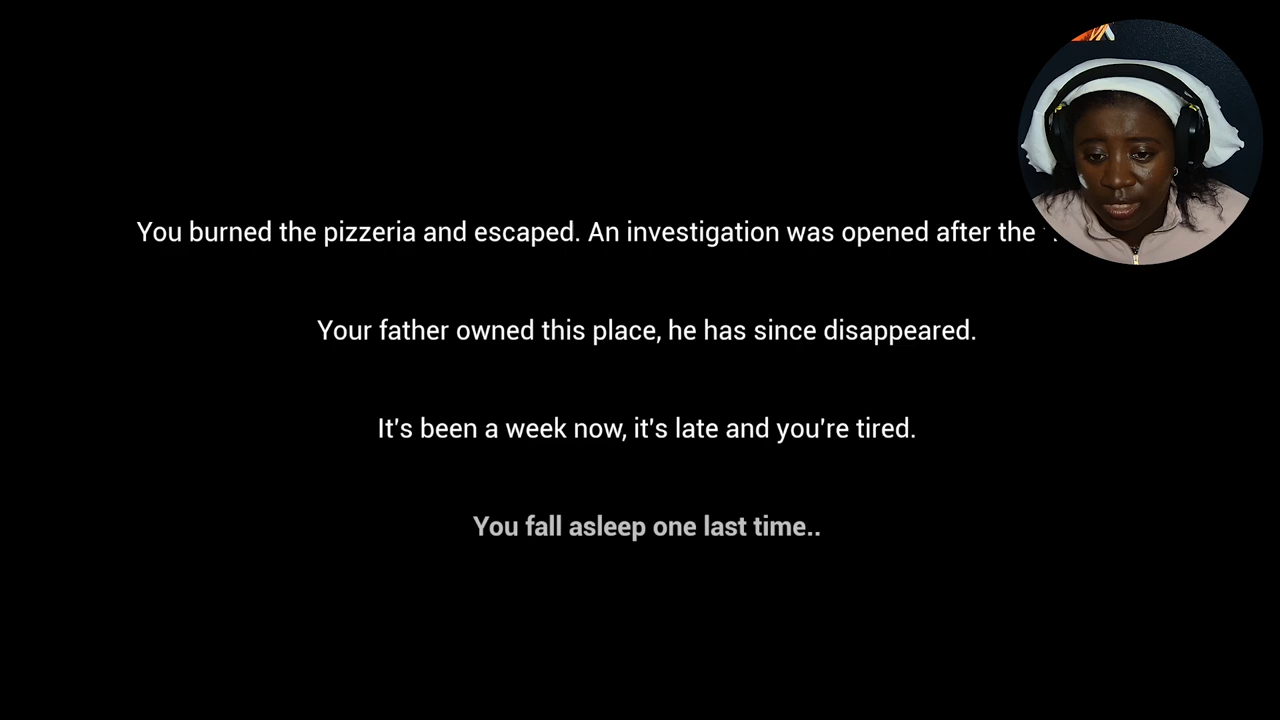 You burned the pizzeria and escaped. An investigation was opened after the
Your father owned this place, he has since disappeared.
It's been a week now, it's late and you're tired.
You fall asleep one last time..